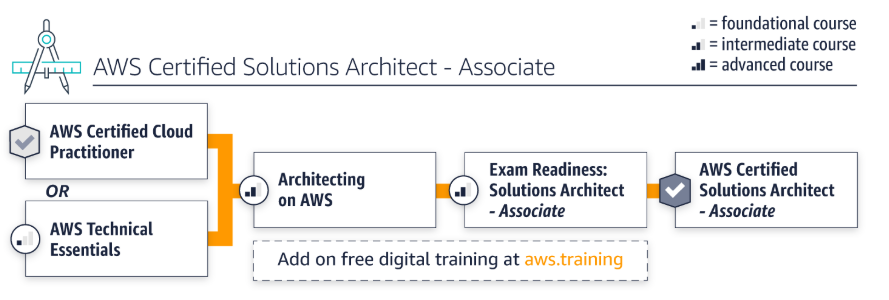 = foundational course
= intermediate course
= advanced course
AWS Certified Solutions Architect - Associate
AWS Certified Cloud
Practitioner
OR
AWS Technical
Essentials
Architecting
on AWS
Exam Readiness:
Solutions Architect
- Associate
AWS Certified
Solutions Architect
- Associate
Add on free digital training at aws.training